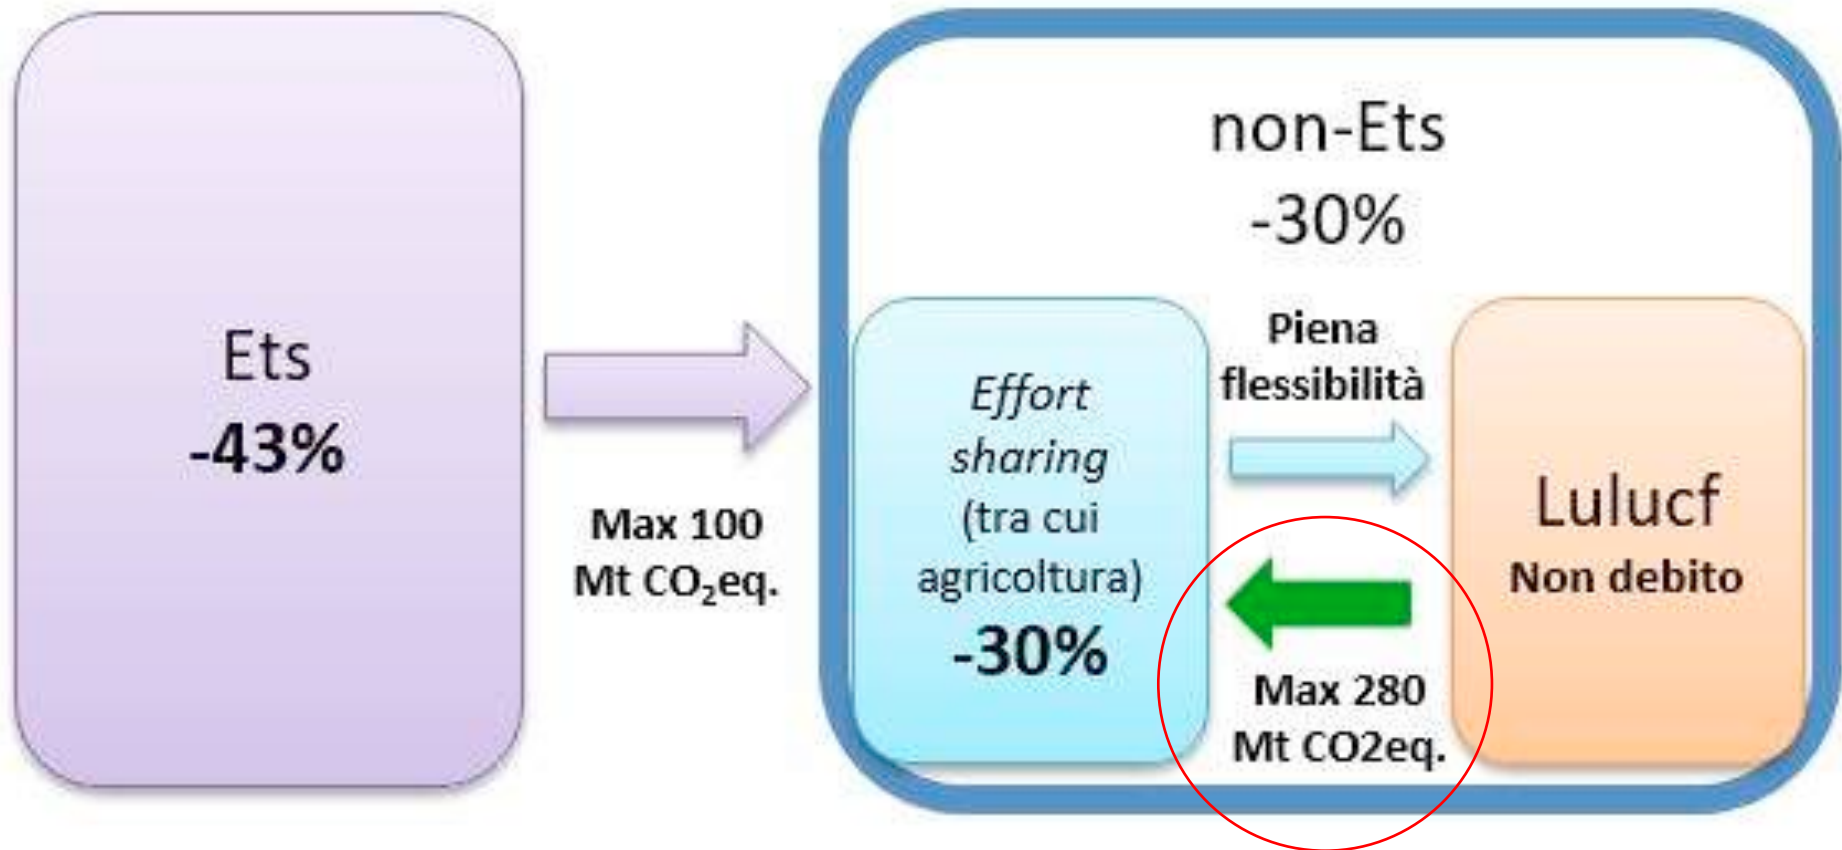 Ets
-43%
Max 100
Mt CO₂eq.
non-Ets
-30%
Effort
sharing
(tra cui
agricoltura)
-30%
Piena
flessibilità
Max 280
Mt CO2eq.
Lulucf
Non debito